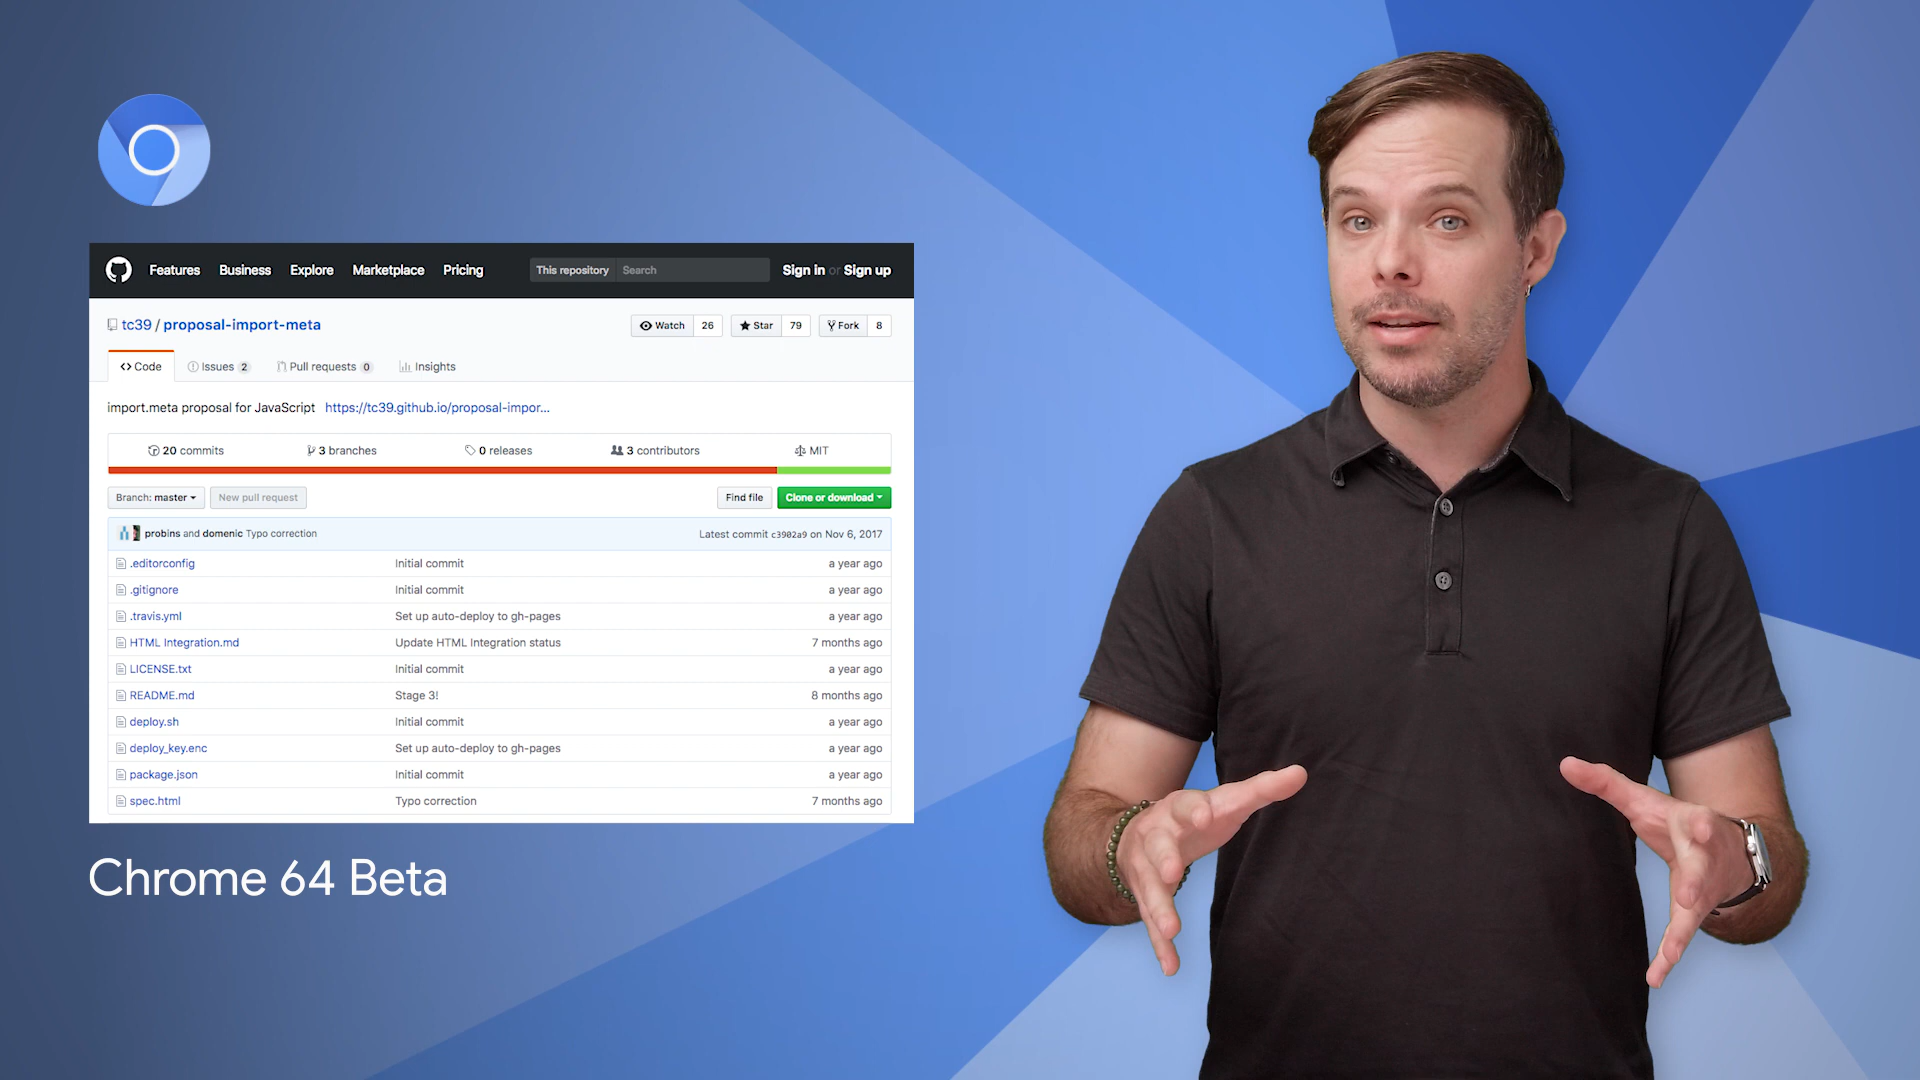 Features Business Explore Marketplace Pricing This repository Search Sign in or Sign up
tc39 / proposal-import-meta Watch 26 Star 79 Fork 8
Code Issues 2 Pull requests 0 Insights
import.meta proposal for JavaScript https://tc39.github.io/proposal-impor...
20 commits 3 branches 0 releases 3 contributors MIT
Branch: master New pull request Find file Clone or download
probins and domenic Typo correction Latest commit c3902a9 on Nov 6, 2017
.editorconfig Initial commit a year ago
.gitignore Initial commit a year ago
.travis.yml Set up auto-deploy to gh-pages a year ago
HTML Integration.md Update HTML Integration status 7 months ago
LICENSE.txt Initial commit a year ago
README.md Stage 3! 8 months ago
deploy.sh Initial commit a year ago
deploy_key.enc Set up auto-deploy to gh-pages a year ago
package.json Initial commit a year ago
spec.html Typo correction 7 months ago
Chrome 64 Beta